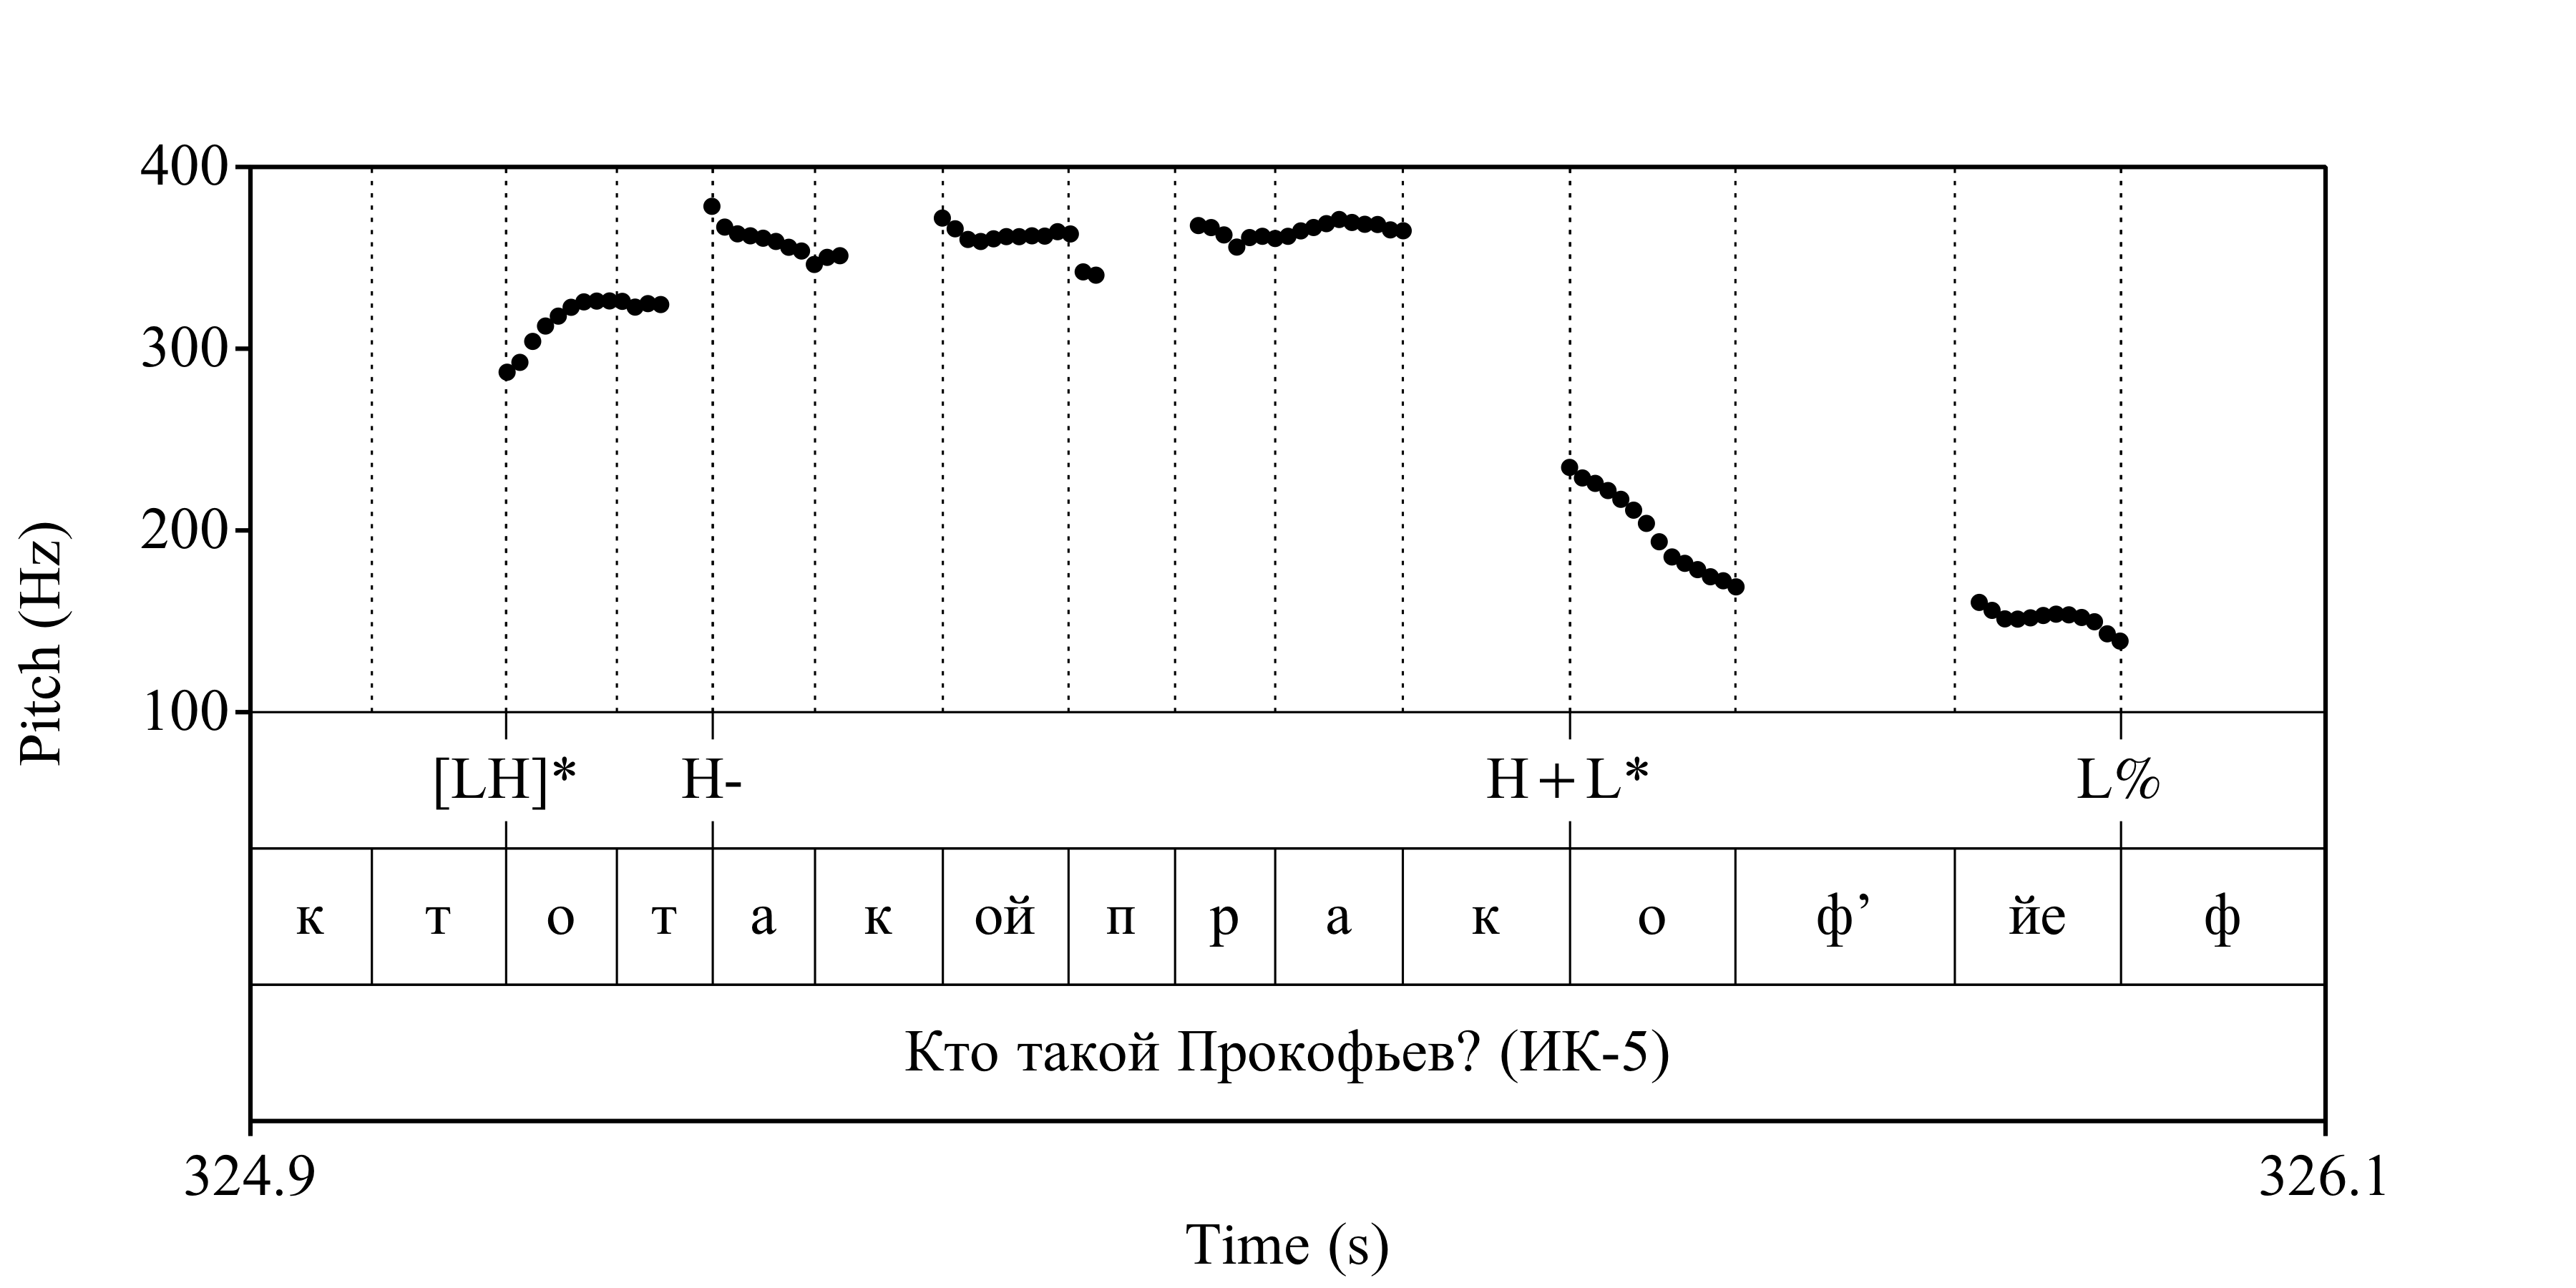 400
300
200
100
Pitch (Hz)
[LH]* H- H+L* L%
к т о т а к ой п р а к о ф’ йе ф
Кто такой Прокофьев? (ИК-5)
324.9 326.1
Time (s)